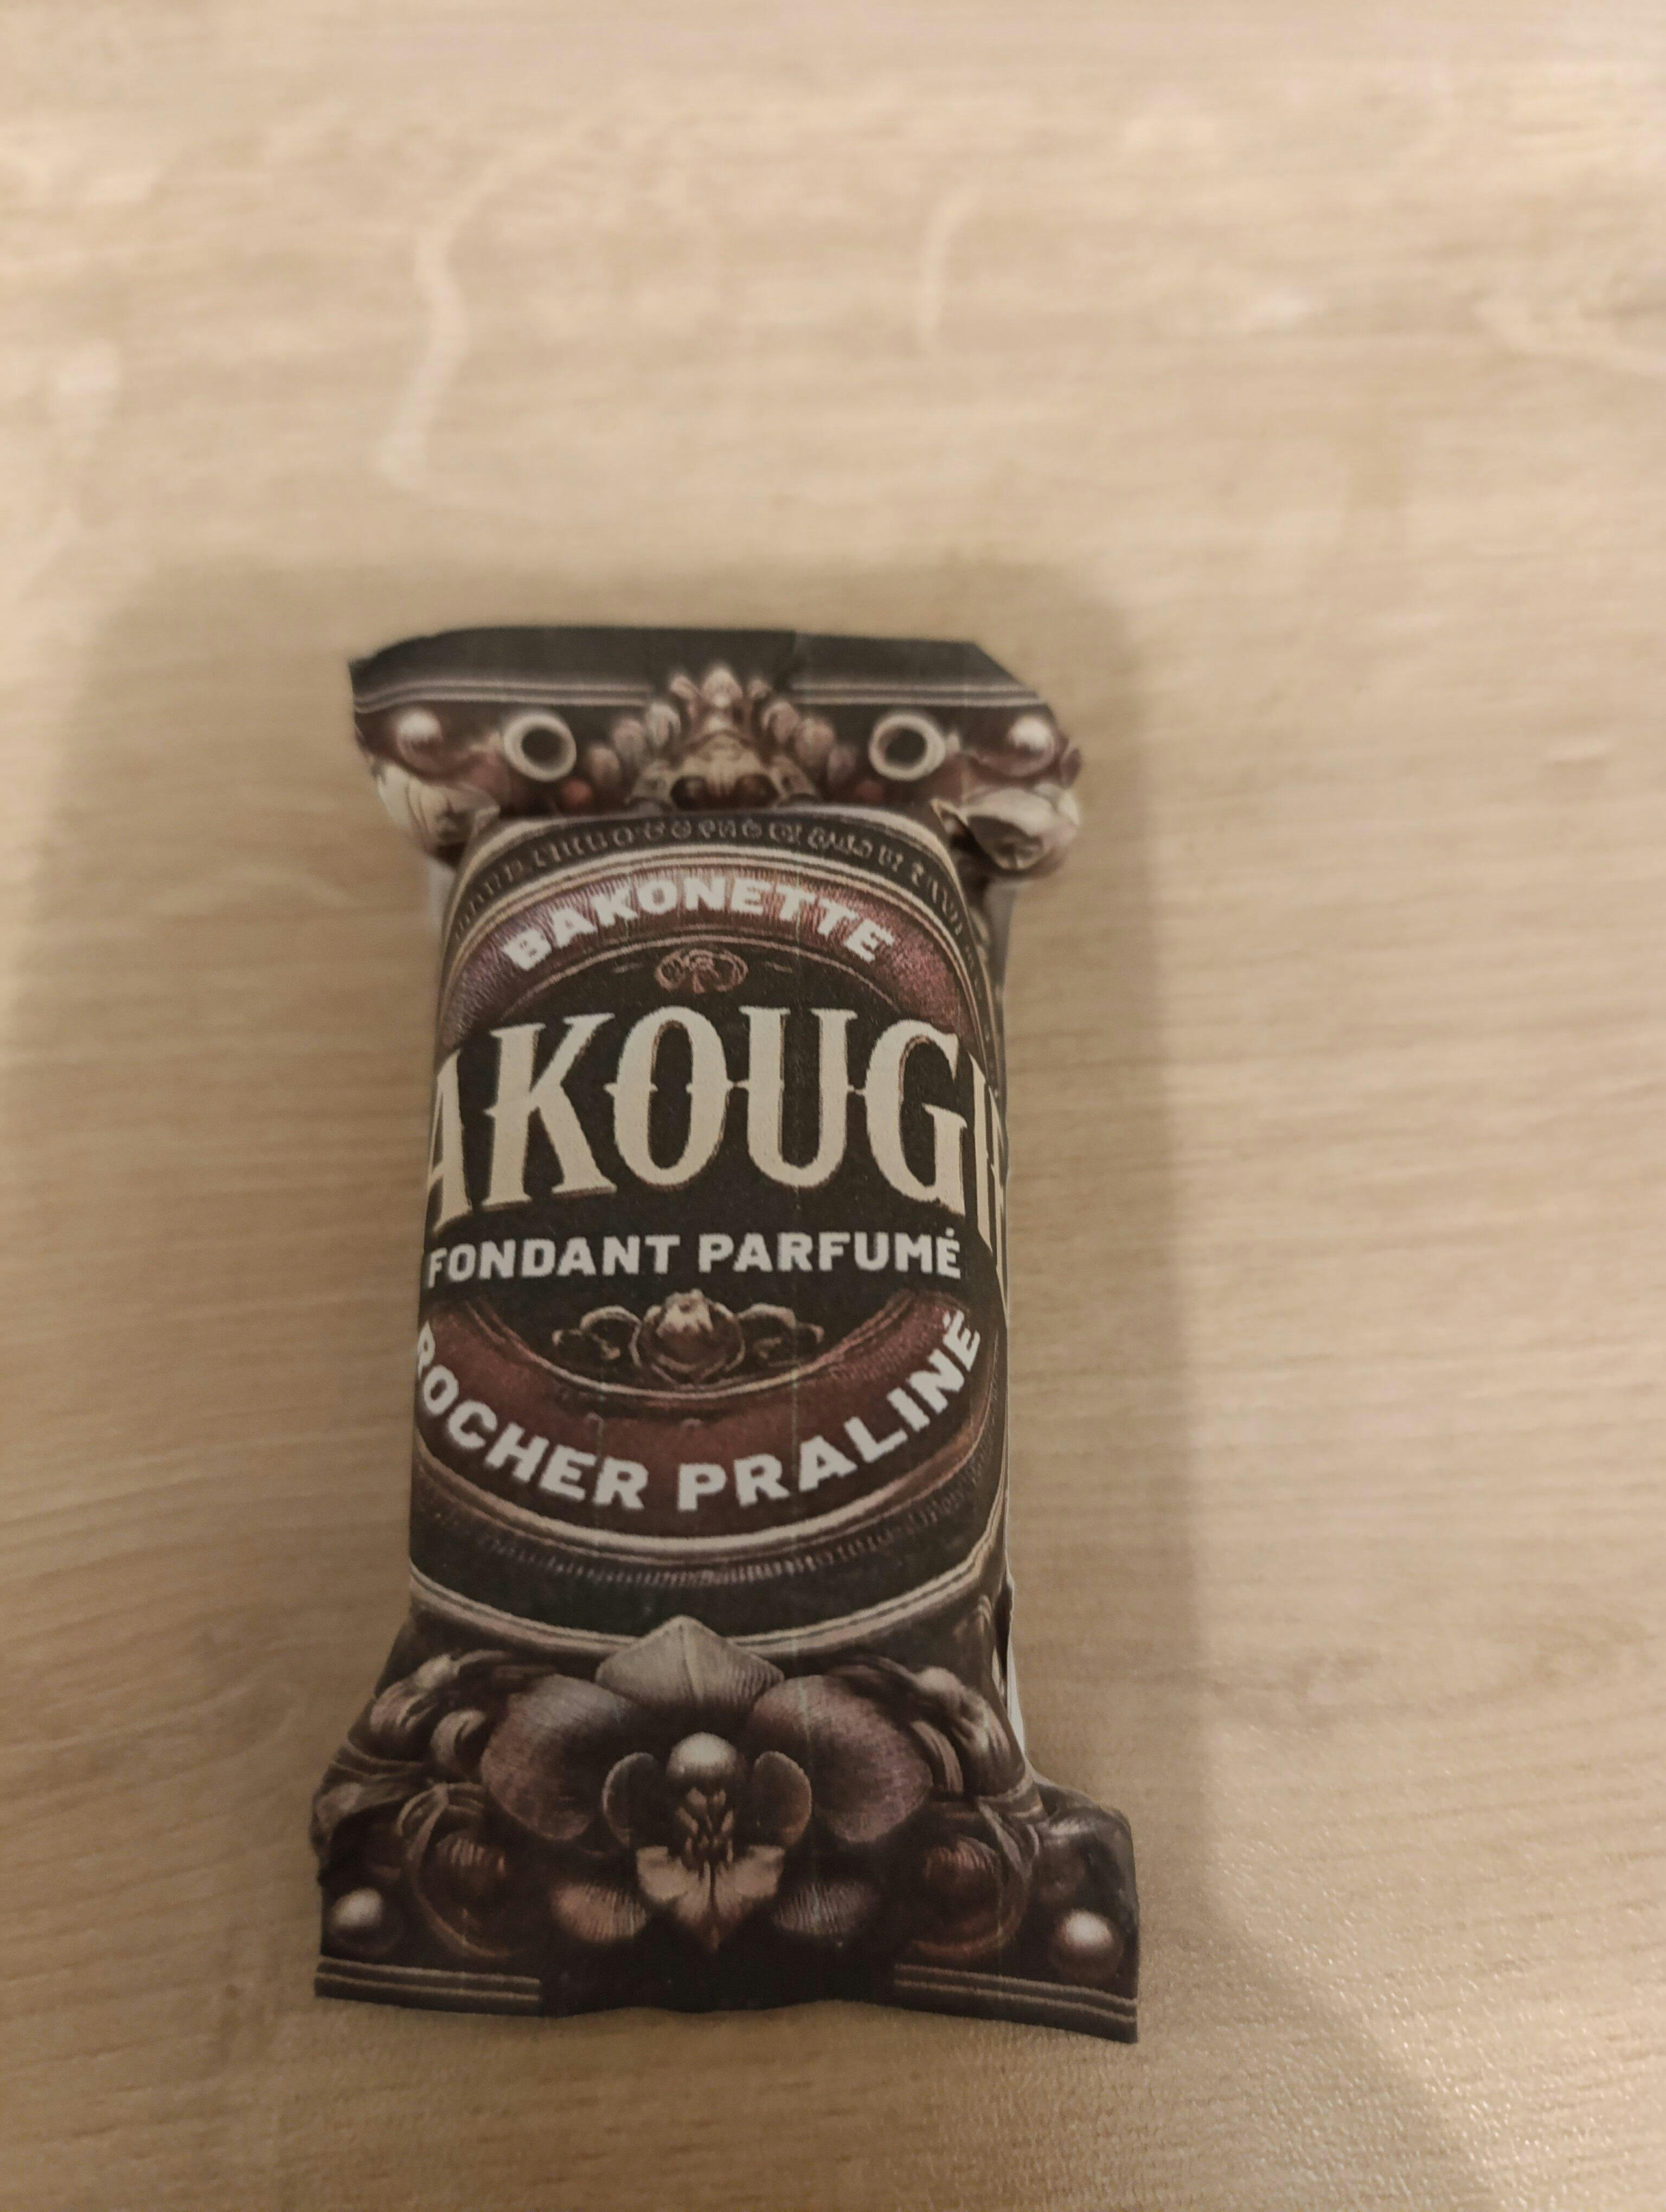 BAKONETTE
AKOUG
FONDANT PARFUMÉ
ROCHER PRALINÉ